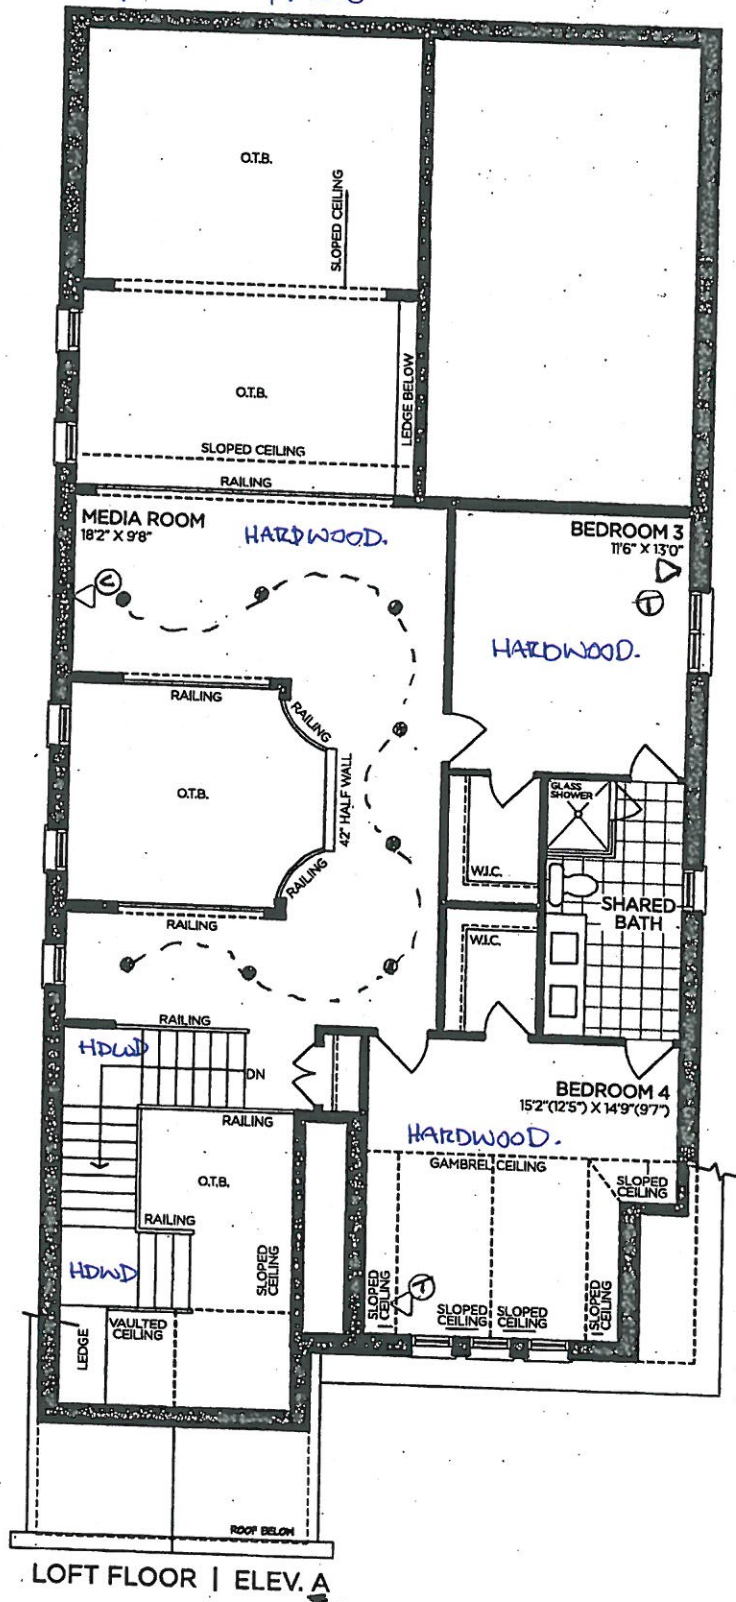 O.T.B.
SLOPED CEILING
O.T.B.
LEDGE BELOW
SLOPED CEILING
RAILING
MEDIA ROOM
18'2" X 9'8"
HARDWOOD.
BEDROOM 3
11'6" X 13'0"
C
T
HARDWOOD.
RAILING
RAILING
O.T.B.
42" HALF WALL
RAILING
RAILING
GLASS
SHOWER
W.I.C.
SHARED
BATH
W.I.C.
RAILING
HDWD
DN
RAILING
BEDROOM 4
15'2"(12'5") X 14'9"(9'7")
HARDWOOD.
GAMBREL CEILING
SLOPED
CEILING
O.T.B.
RAILING
SLOPED
CEILING
HDWD
T
SLOPED
CEILING
SLOPED
CEILING
SLOPED
CEILING
SLOPED
CEILING
VAULTED
CEILING
LEDGE
ROOF BELOW
LOFT FLOOR | ELEV. A